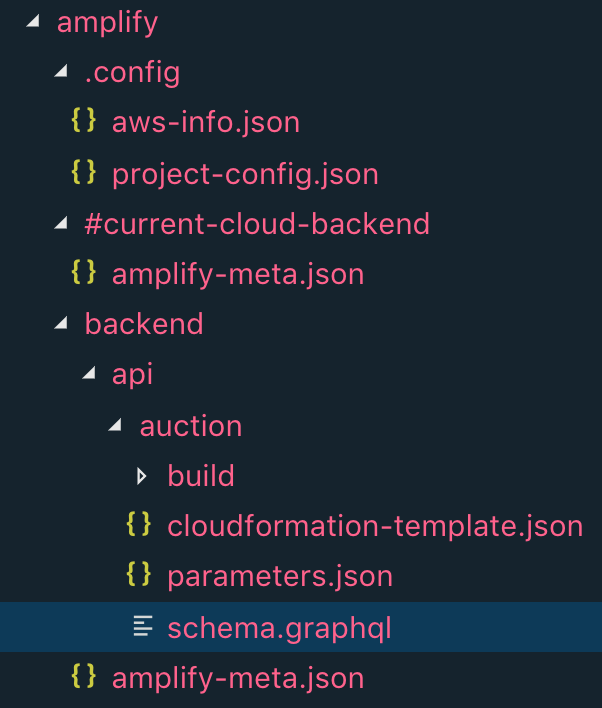 amplify
.config
{} aws-info.json
{} project-config.json
#current-cloud-backend
{} amplify-meta.json
backend
api
auction
build
{} cloudformation-template.json
{} parameters.json
schema.graphql
{} amplify-meta.json